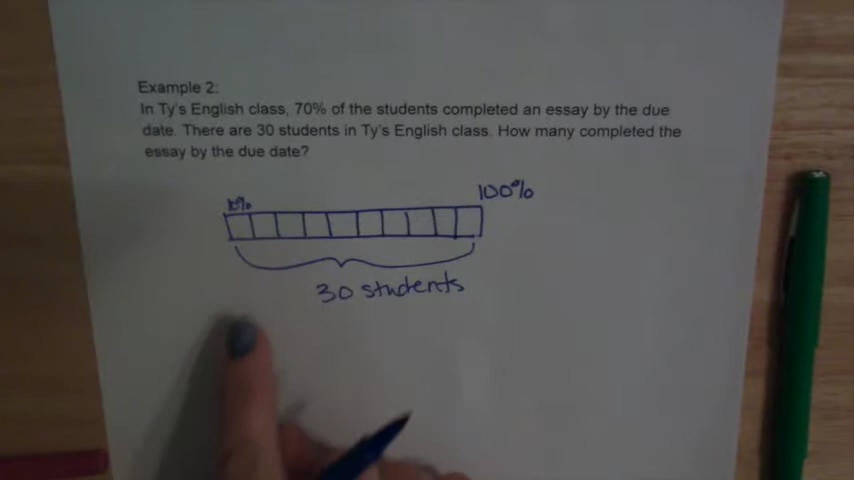 Example 2:
In Ty's English class, 70% of the students completed an essay by the due
date. There are 30 students in Ty's English class. How many completed the
essay by the due date?
100%
10%
30 students